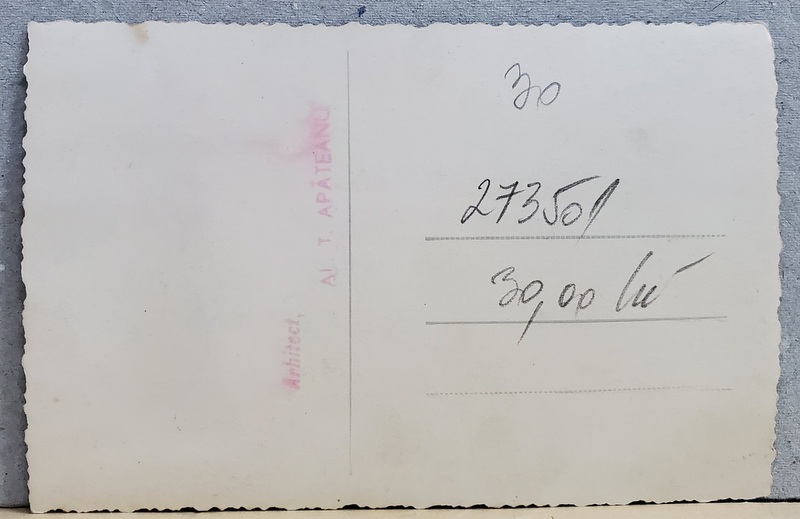 Arhitect,
Al. T. APĂTEANU
30
273501
30,00 lei